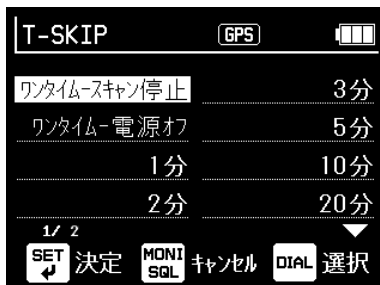 T-SKIP GPS
ワンタイムースキャン停止 3分
ワンタイムー電源オフ 5分
1分 10分
2分 20分
1/ 2
SET 決定 MONI SQL キャンセル DIAL 選択